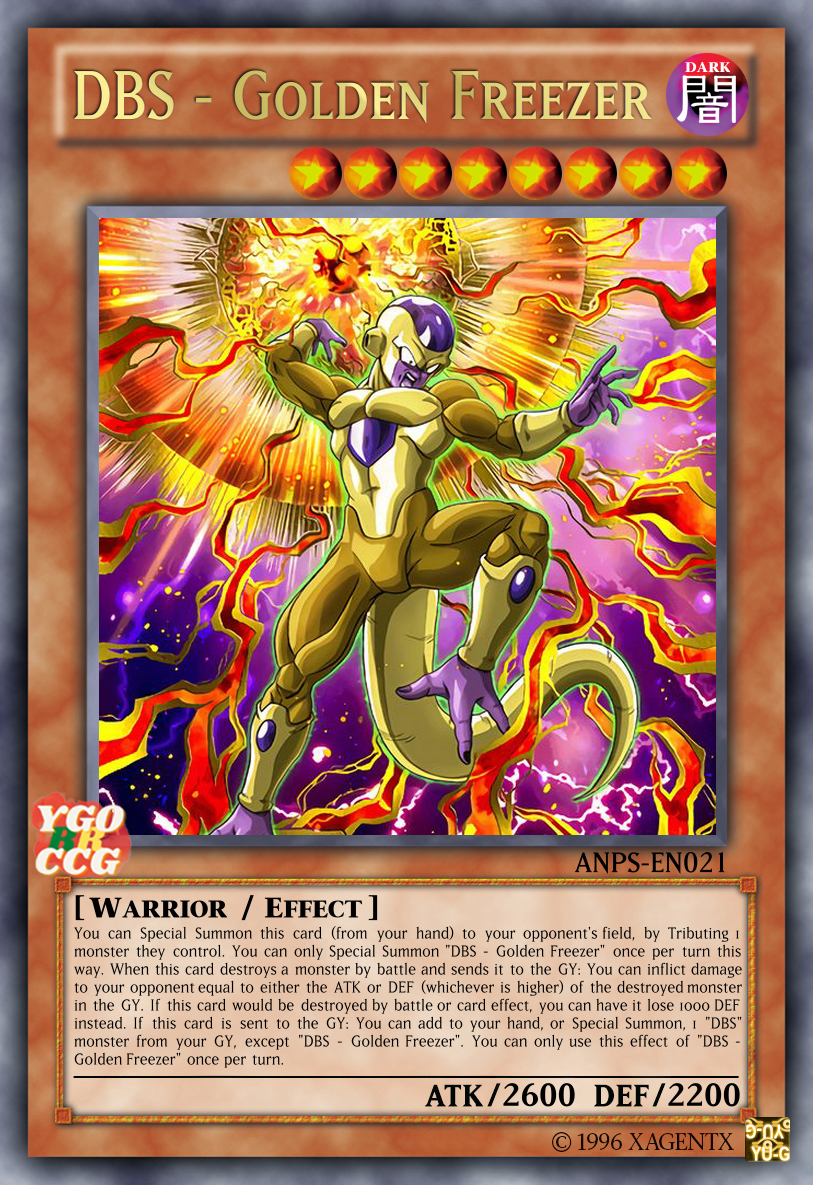 DBS - Golden Freezer
DARK
闇
YGO
RR
CCG
ANPS-EN021
[ Warrior / Effect ]
You can Special Summon this card (from your hand) to your opponent's field, by Tributing 1
monster they control. You can only Special Summon "DBS - Golden Freezer" once per turn this
way. When this card destroys a monster by battle and sends it to the GY: You can inflict damage
to your opponent equal to either the ATK or DEF (whichever is higher) of the destroyed monster
in the GY. If this card would be destroyed by battle or card effect, you can have it lose 1000 DEF
instead. If this card is sent to the GY: You can add to your hand, or Special Summon, 1 "DBS"
monster from your GY, except "DBS - Golden Freezer". You can only use this effect of "DBS -
Golden Freezer" once per turn.
ATK/2600 DEF/2200
© 1996 XAGENTX
YU-G